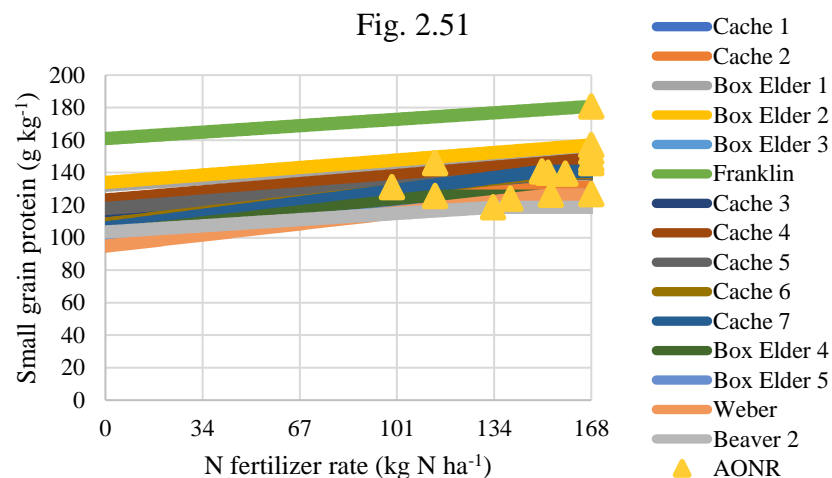 Fig. 2.51
Small grain protein (g kg⁻¹)
200
180
160
140
120
100
80
60
40
20
0
0 34 67 101 134 168
N fertilizer rate (kg N ha⁻¹)
Cache 1
Cache 2
Box Elder 1
Box Elder 2
Box Elder 3
Franklin
Cache 3
Cache 4
Cache 5
Cache 6
Cache 7
Box Elder 4
Box Elder 5
Weber
Beaver 2
AONR